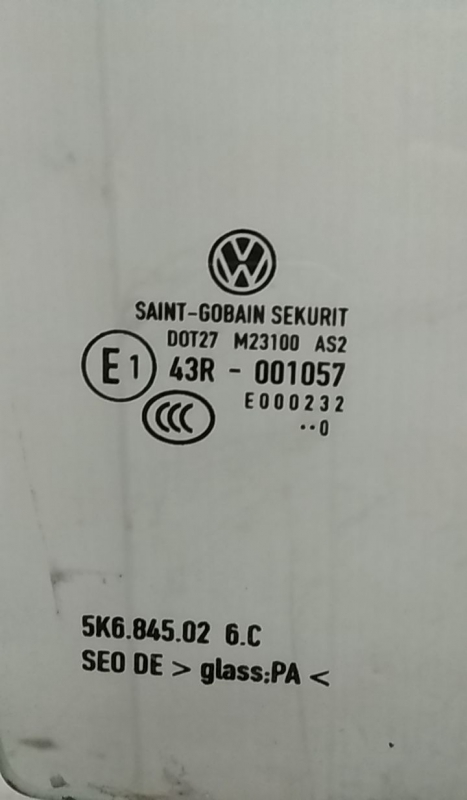 SAINT-GOBAIN SEKURIT
DOT27 M23100 AS2
E1 43R - 001057
E000232
CCC
··0
5K6.845.02 6.C
SEO DE > glass:PA <